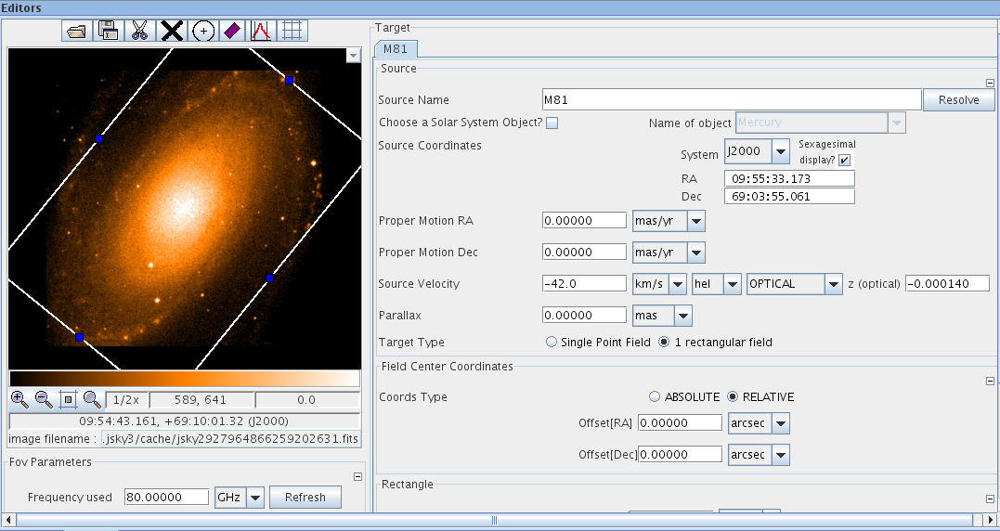 Editors
1/2x 589, 641 0.0
09:54:43.161, +69:10:01.32 (J2000)
image filename : .jsky3/cache/jsky2927964866259202631.fits
Fov Parameters
Frequency used 80.00000 GHz Refresh
Target
M81
Source
Source Name M81 Resolve
Choose a Solar System Object? Name of object Mercury
Source Coordinates
System J2000 Sexagesimal
display?
RA 09:55:33.173
Dec 69:03:55.061
Proper Motion RA 0.00000 mas/yr
Proper Motion Dec 0.00000 mas/yr
Source Velocity -42.0 km/s hel OPTICAL z (optical) -0.000140
Parallax 0.00000 mas
Target Type Single Point Field 1 rectangular field
Field Center Coordinates
Coords Type ABSOLUTE RELATIVE
Offset[RA] 0.00000 arcsec
Offset[Dec] 0.00000 arcsec
Rectangle